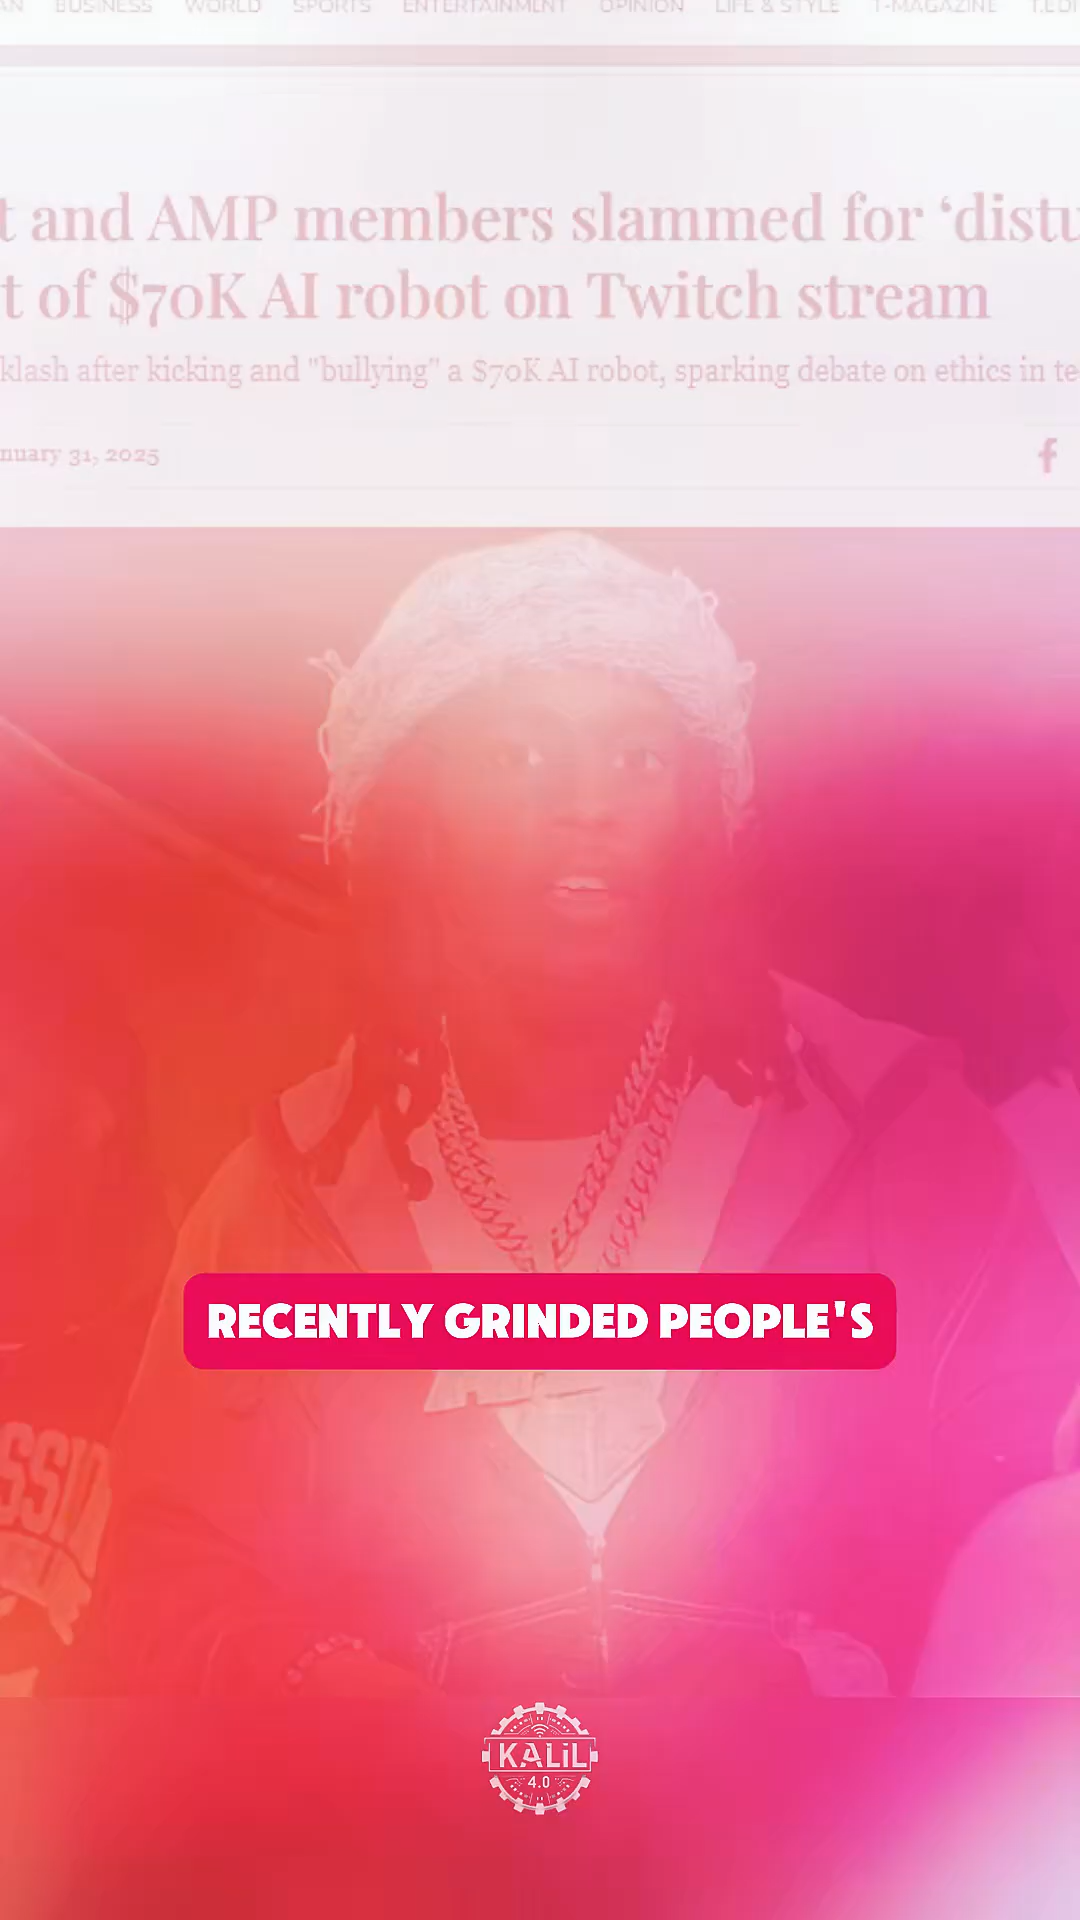 BUSINESS WORLD SPORTS ENTERTAINMENT OPINION LIFE & STYLE T-MAGAZINE
t and AMP members slammed for ‘distu
t of $70K AI robot on Twitch stream
klash after kicking and "bullying" a $70K AI robot, sparking debate on ethics in te
nuary 31, 2025
f
RECENTLY GRINDED PEOPLE'S
KALiL
4.0